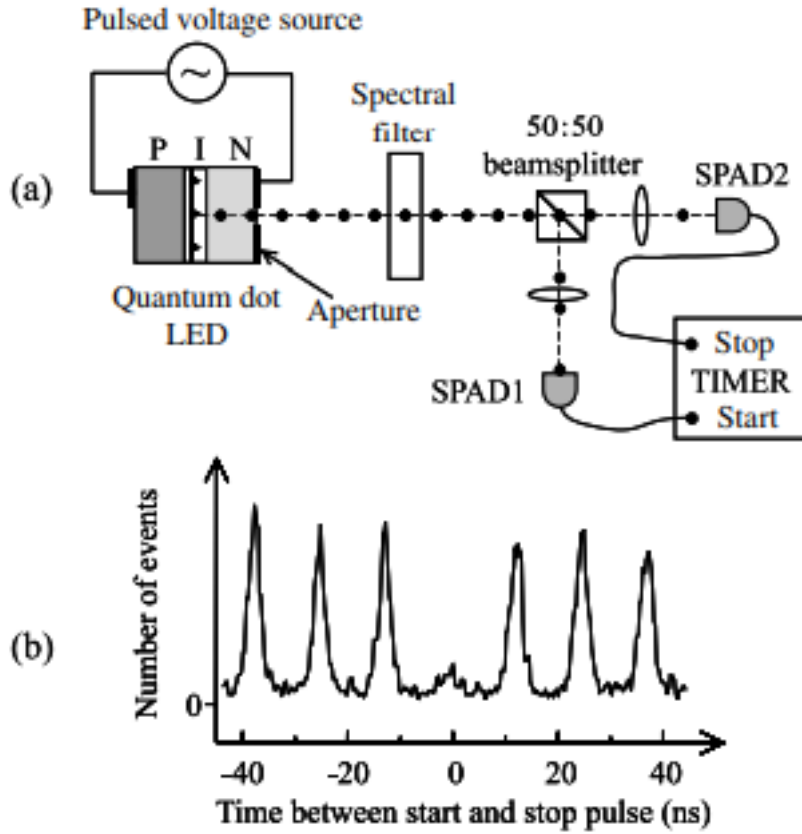 Pulsed voltage source
~
Spectral
filter
50:50
beamsplitter
P I N
(a)
SPAD2
Quantum dot
LED
Aperture
SPAD1
Stop
TIMER
Start
(b)
Number of events
0
-40 -20 0 20 40
Time between start and stop pulse (ns)